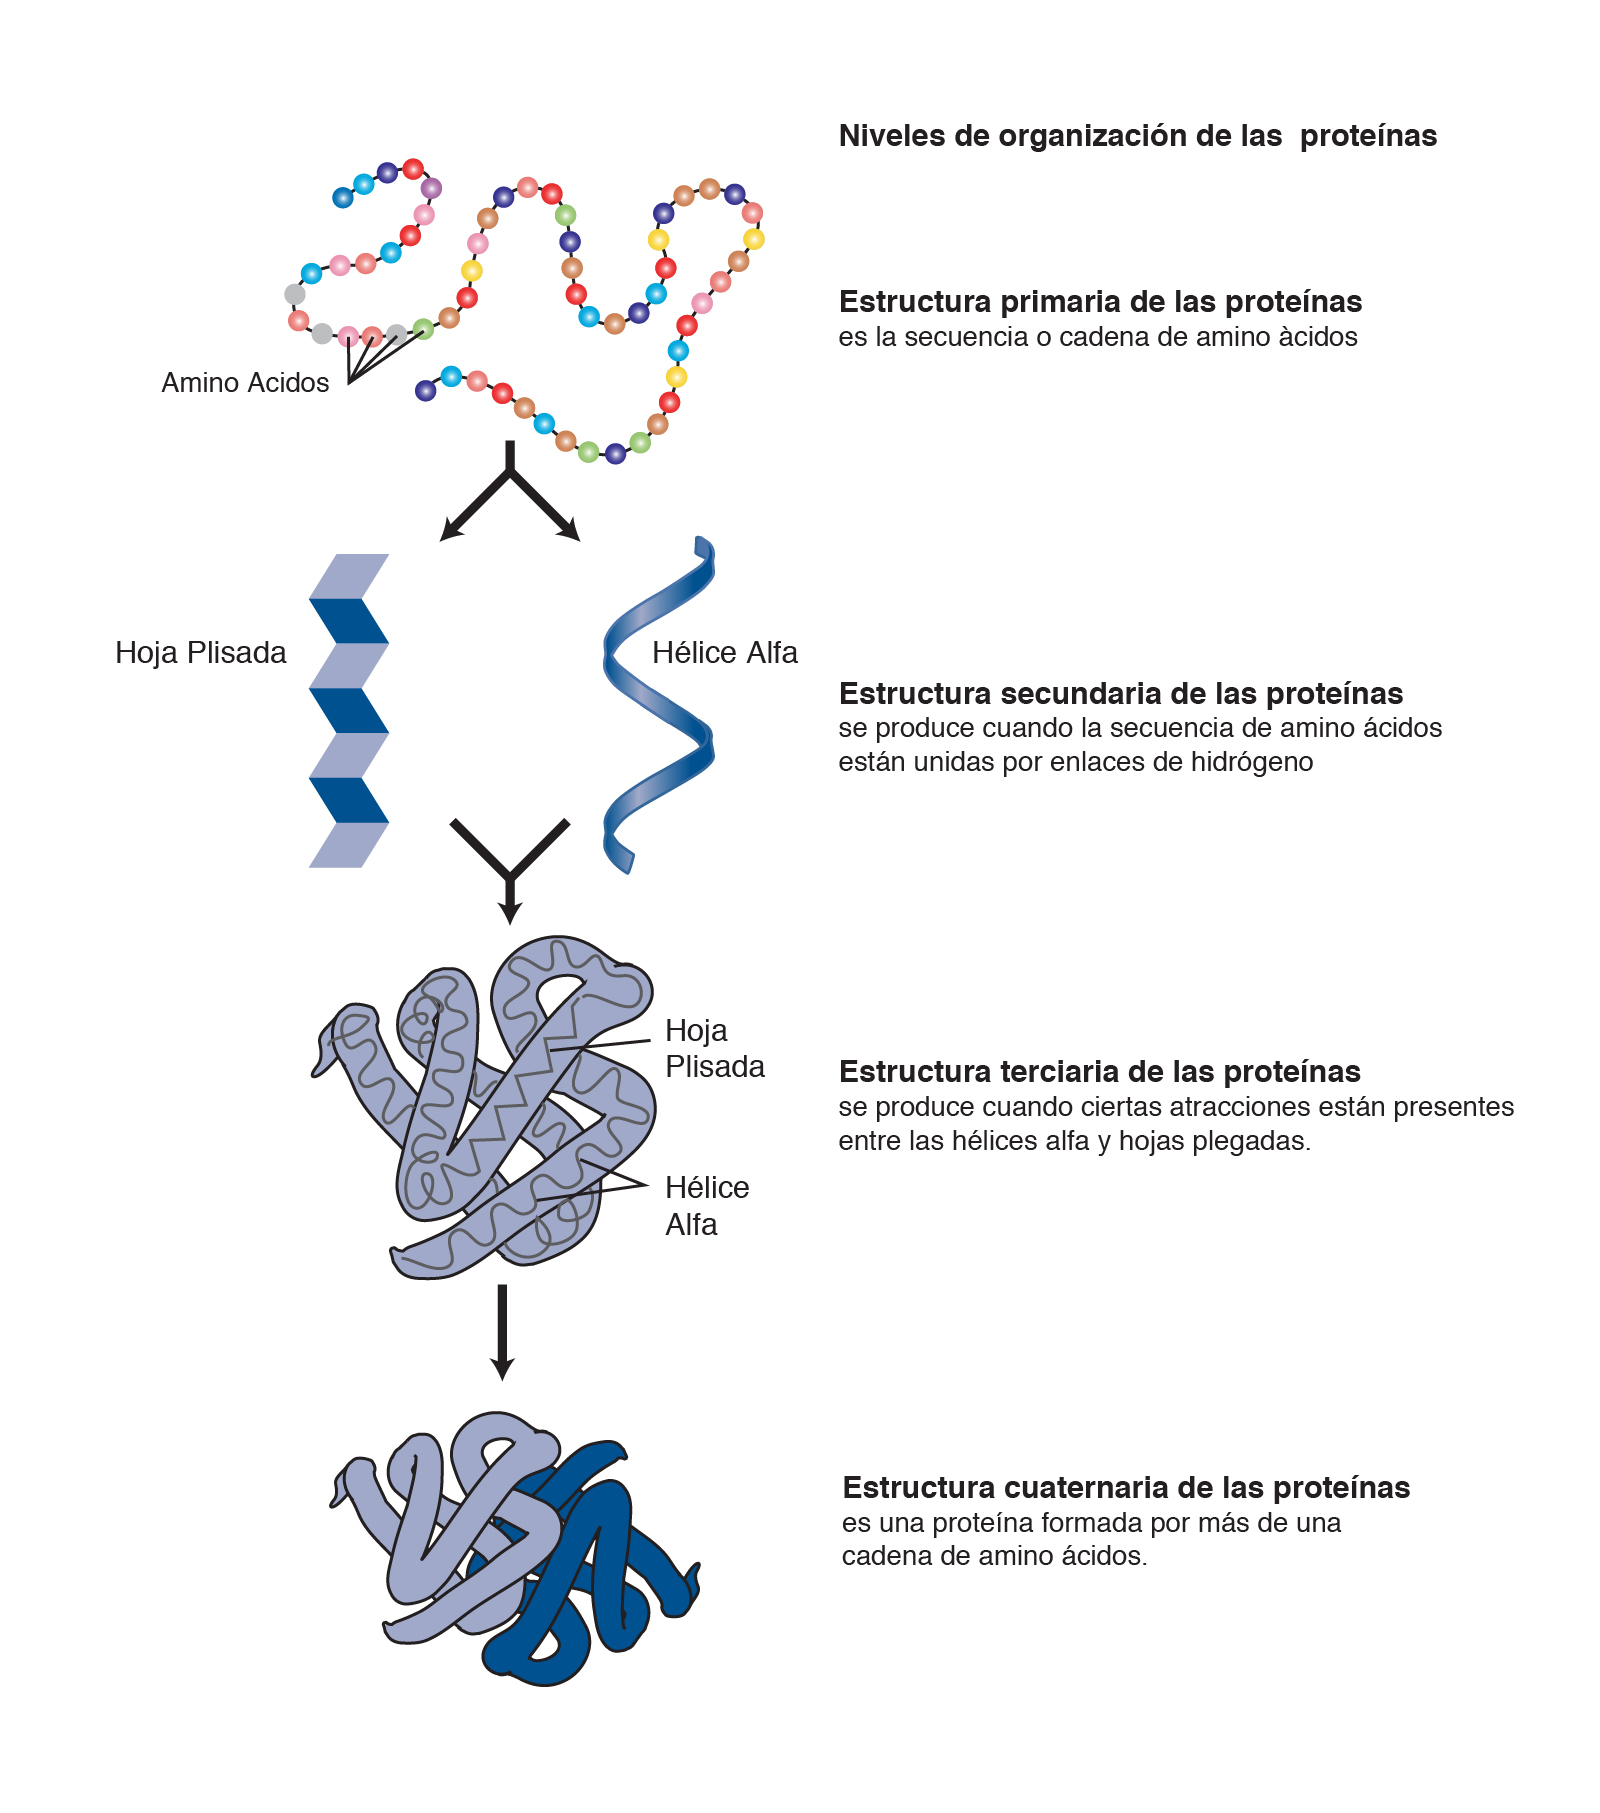 Niveles de organización de las  proteínas
Estructura primaria de las proteínas
es la secuencia o cadena de amino àcidos
Amino Acidos
Hoja Plisada
Hélice Alfa
Estructura secundaria de las proteínas
se produce cuando la secuencia de amino ácidos
están unidas por enlaces de hidrógeno
Hoja
Plisada
Hélice
Alfa
Estructura terciaria de las proteínas
se produce cuando ciertas atracciones están presentes
entre las hélices alfa y hojas plegadas.
Estructura cuaternaria de las proteínas
es una proteína formada por más de una
cadena de amino ácidos.